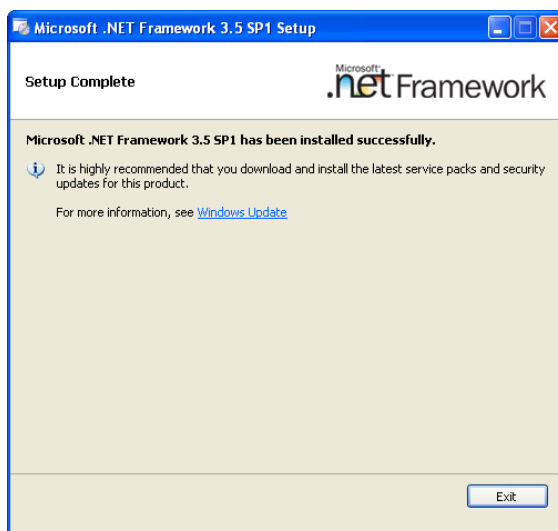 Microsoft .NET Framework 3.5 SP1 Setup
Setup Complete
Microsoft
.net Framework
Microsoft .NET Framework 3.5 SP1 has been installed successfully.
It is highly recommended that you download and install the latest service packs and security
updates for this product.
For more information, see Windows Update
Exit